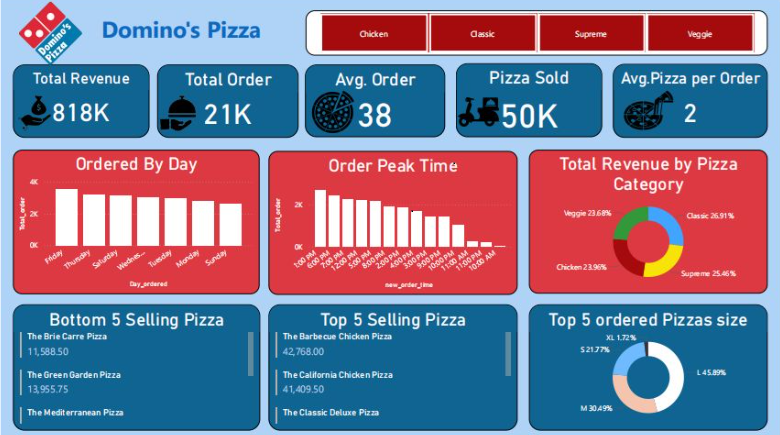 Domino's
Pizza
Domino's Pizza
Chicken
Classic
Supreme
Veggie
Total Revenue
818K
Total Order
21K
Avg. Order
38
Pizza Sold
50K
Avg.Pizza per Order
2
Ordered By Day
4K
2K
0K
Total_order
Friday
Thursday
Saturday
Wednes...
Tuesday
Monday
Sunday
Day_ordered
Order Peak Time
2K
0K
Total_order
1:00 PM
6:00 PM
7:00 PM
12:00 PM
5:00 PM
8:00 PM
2:00 PM
4:00 PM
3:00 PM
9:00 PM
10:00 PM
11:00 AM
11:00 PM
10:00 AM
new_order_time
Total Revenue by Pizza
Category
Veggie 23.68%
Classic 26.91%
Chicken 23.96%
Supreme 25.46%
Bottom 5 Selling Pizza
The Brie Carre Pizza
11,588.50
The Green Garden Pizza
13,955.75
The Mediterranean Pizza
Top 5 Selling Pizza
The Barbecue Chicken Pizza
42,768.00
The California Chicken Pizza
41,409.50
The Classic Deluxe Pizza
Top 5 ordered Pizzas size
XL 1.72%
S 21.77%
L 45.89%
M 30.49%